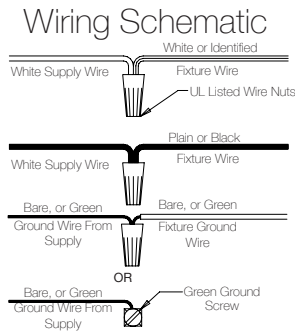 Wiring Schematic
White or Identified
White Supply Wire
Fixture Wire
UL Listed Wire Nuts
Plain or Black
White Supply Wire
Fixture Wire
Bare, or Green
Bare, or Green
Ground Wire From
Supply
Fixture Ground
Wire
OR
Bare, or Green
Ground Wire From
Supply
Green Ground
Screw